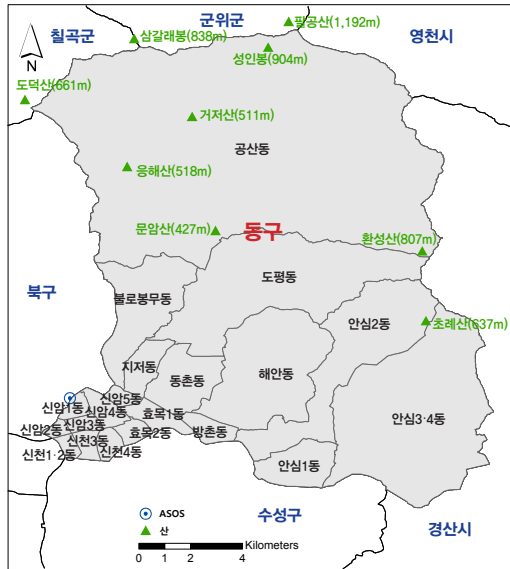 칠곡군
군위군
팔공산(1,192m)
영천시
삼갈래봉(838m)
성인봉(904m)
N
도덕산(661m)
거저산(511m)
공산동
응해산(518m)
문암산(427m)
동구
환성산(807m)
도평동
북구
불로봉무동
안심2동
초례산(637m)
지저동
동촌동
해안동
신암5동
신암1동
신암4동
효목1동
안심3·4동
신암2동
신암3동
효목2동
방촌동
신천3동
신천1·2동
신천4동
안심1동
수성구
경산시
ASOS
산
Kilometers
0 1 2 4